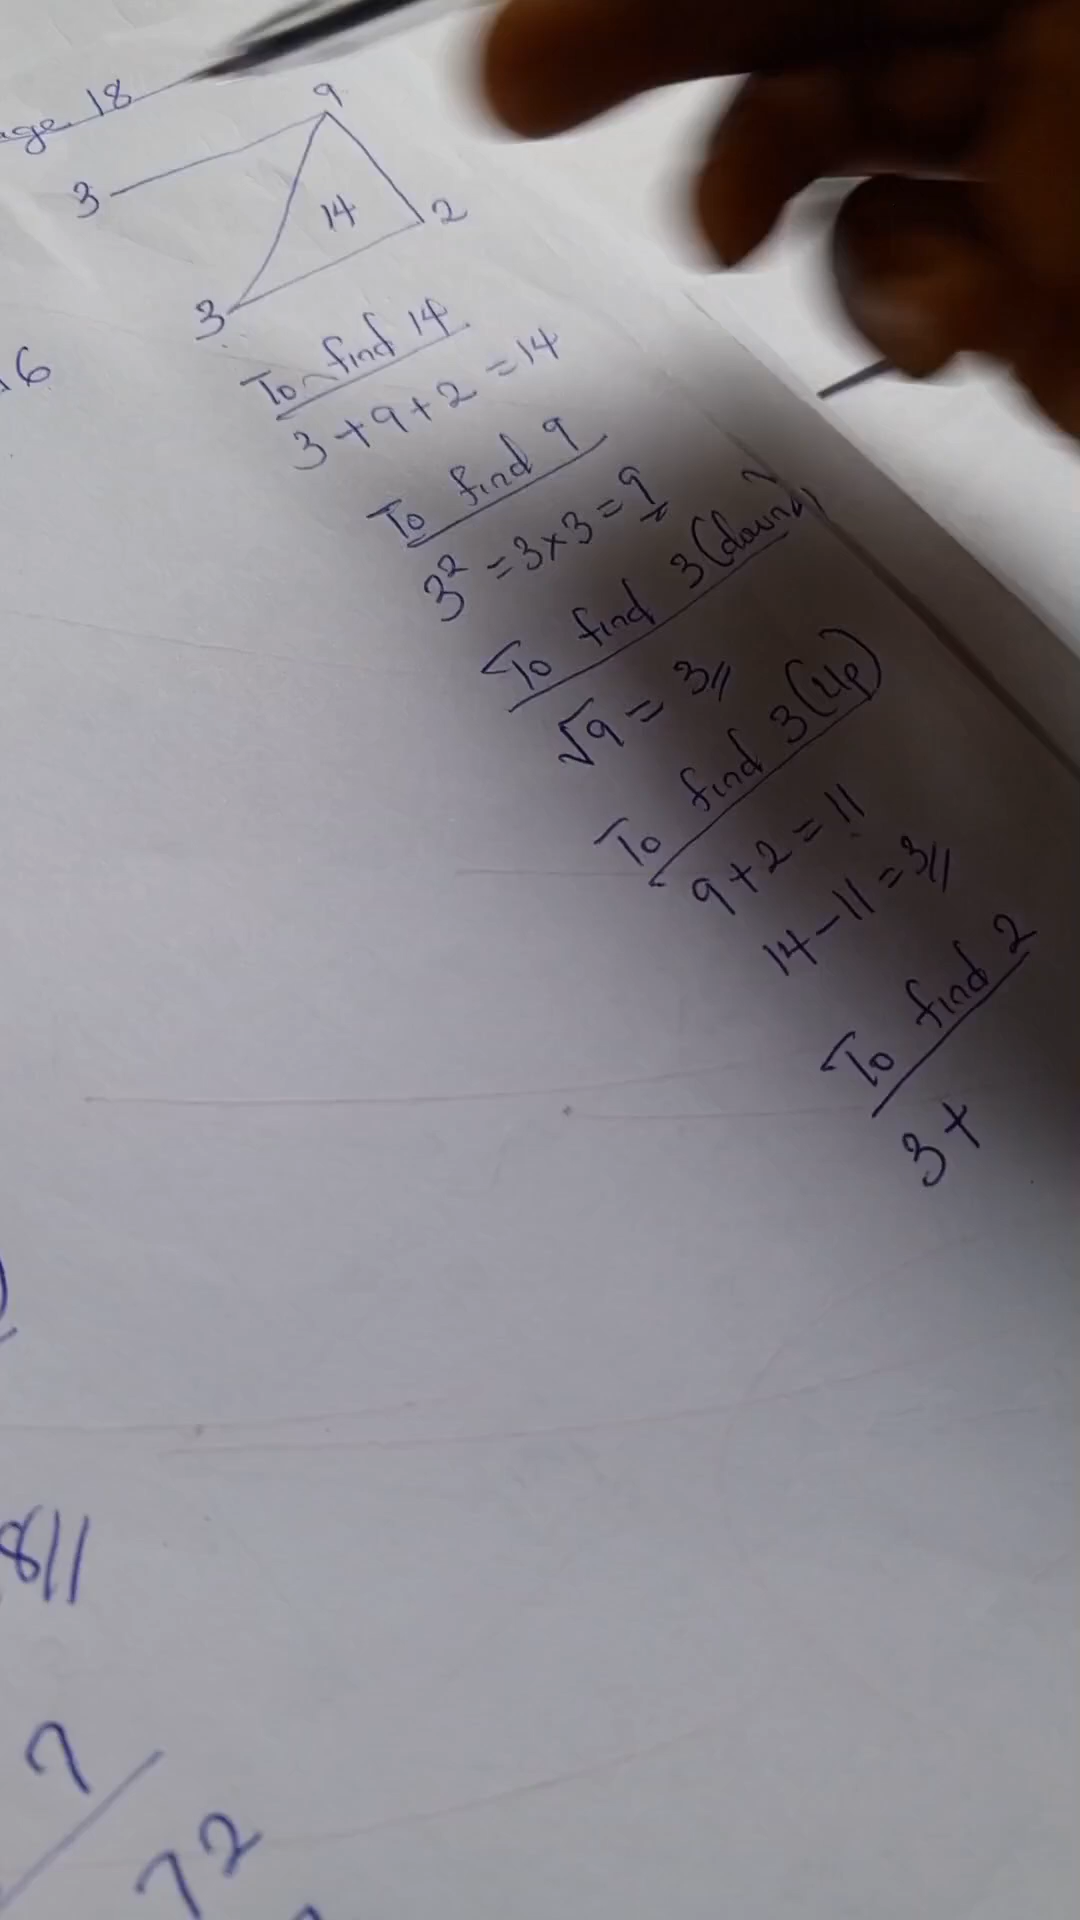 18
9
3
14
2
3
.6
To find 14
3+9+2=14
To find 9
3² = 3×3 = 9
To find 3 (down)
√9 = 3//
To find 3 (Up)
9+2 = 11
14-11=3//
To find 2
3+
8//
7
72